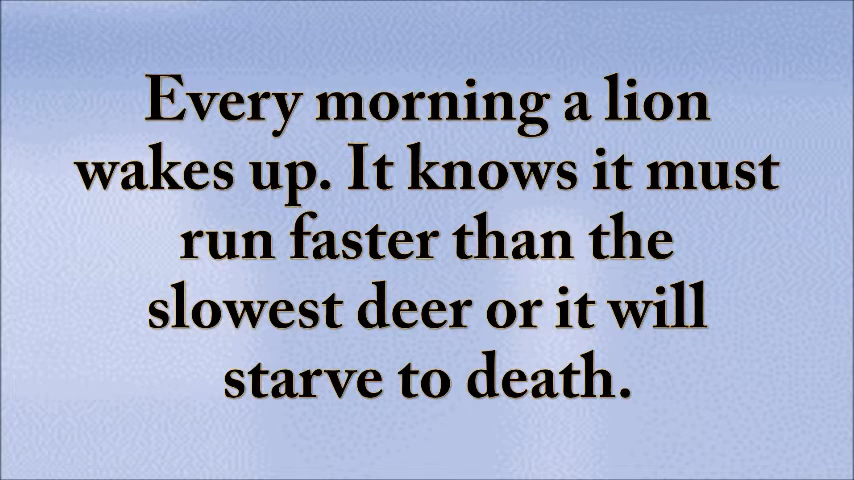 Every morning a lion
wakes up. It knows it must
run faster than the
slowest deer or it will
starve to death.